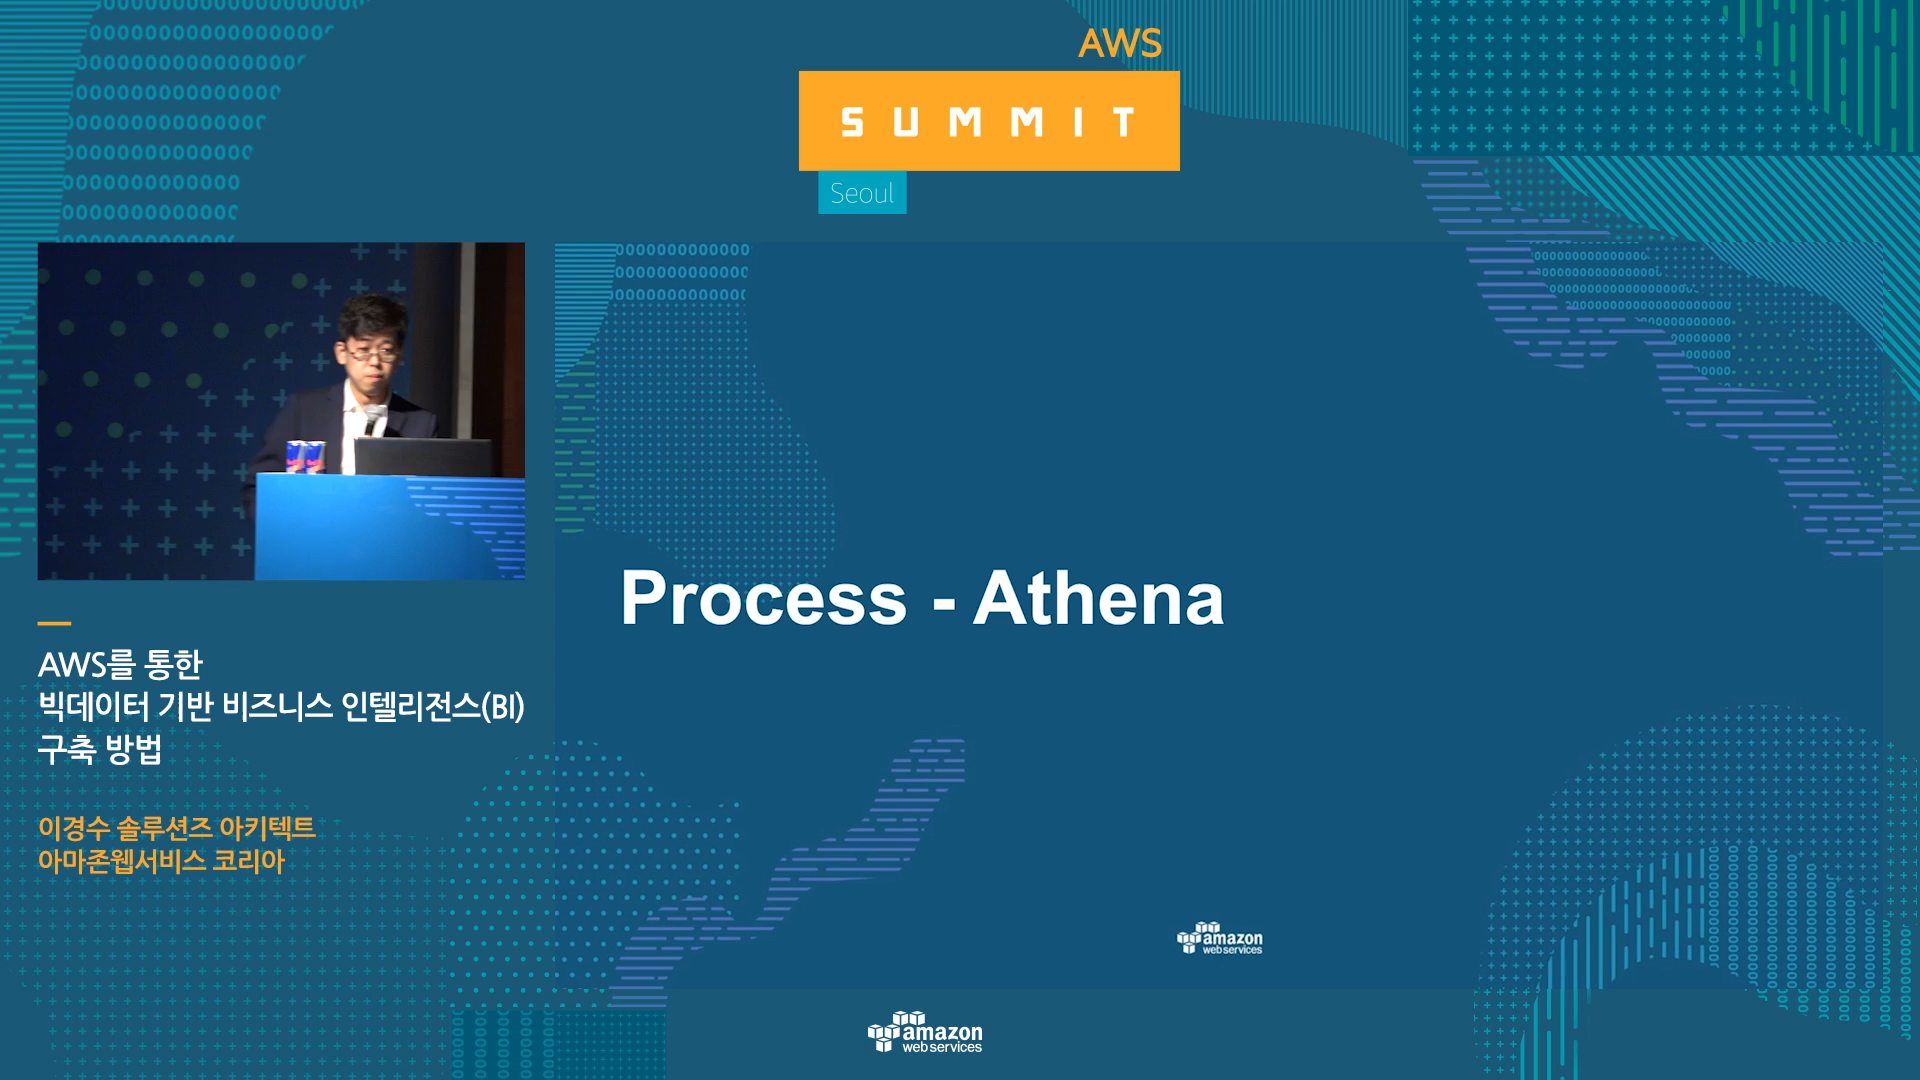 AWS
SUMMIT
Seoul
Process - Athena
AWS를 통한
빅데이터 기반 비즈니스 인텔리전스(BI)
구축 방법
이경수 솔루션즈 아키텍트
아마존웹서비스 코리아
amazon
web services
amazon
web services